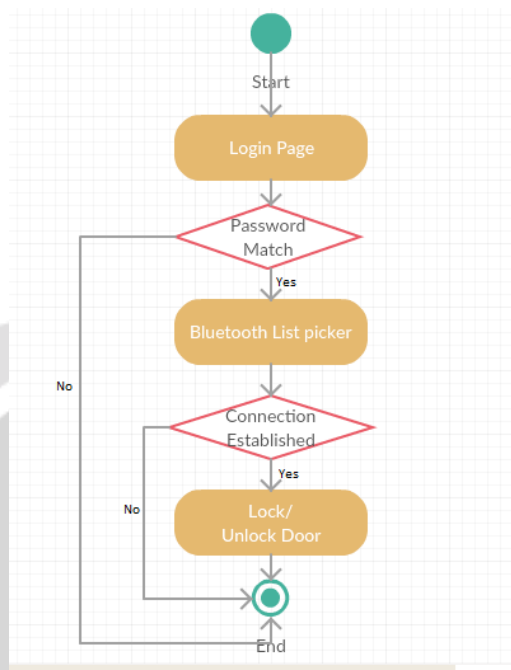 Start
Login Page
Password
Match
Yes
Bluetooth List picker
No
Connection
Established
Yes
No
Lock/
Unlock Door
End